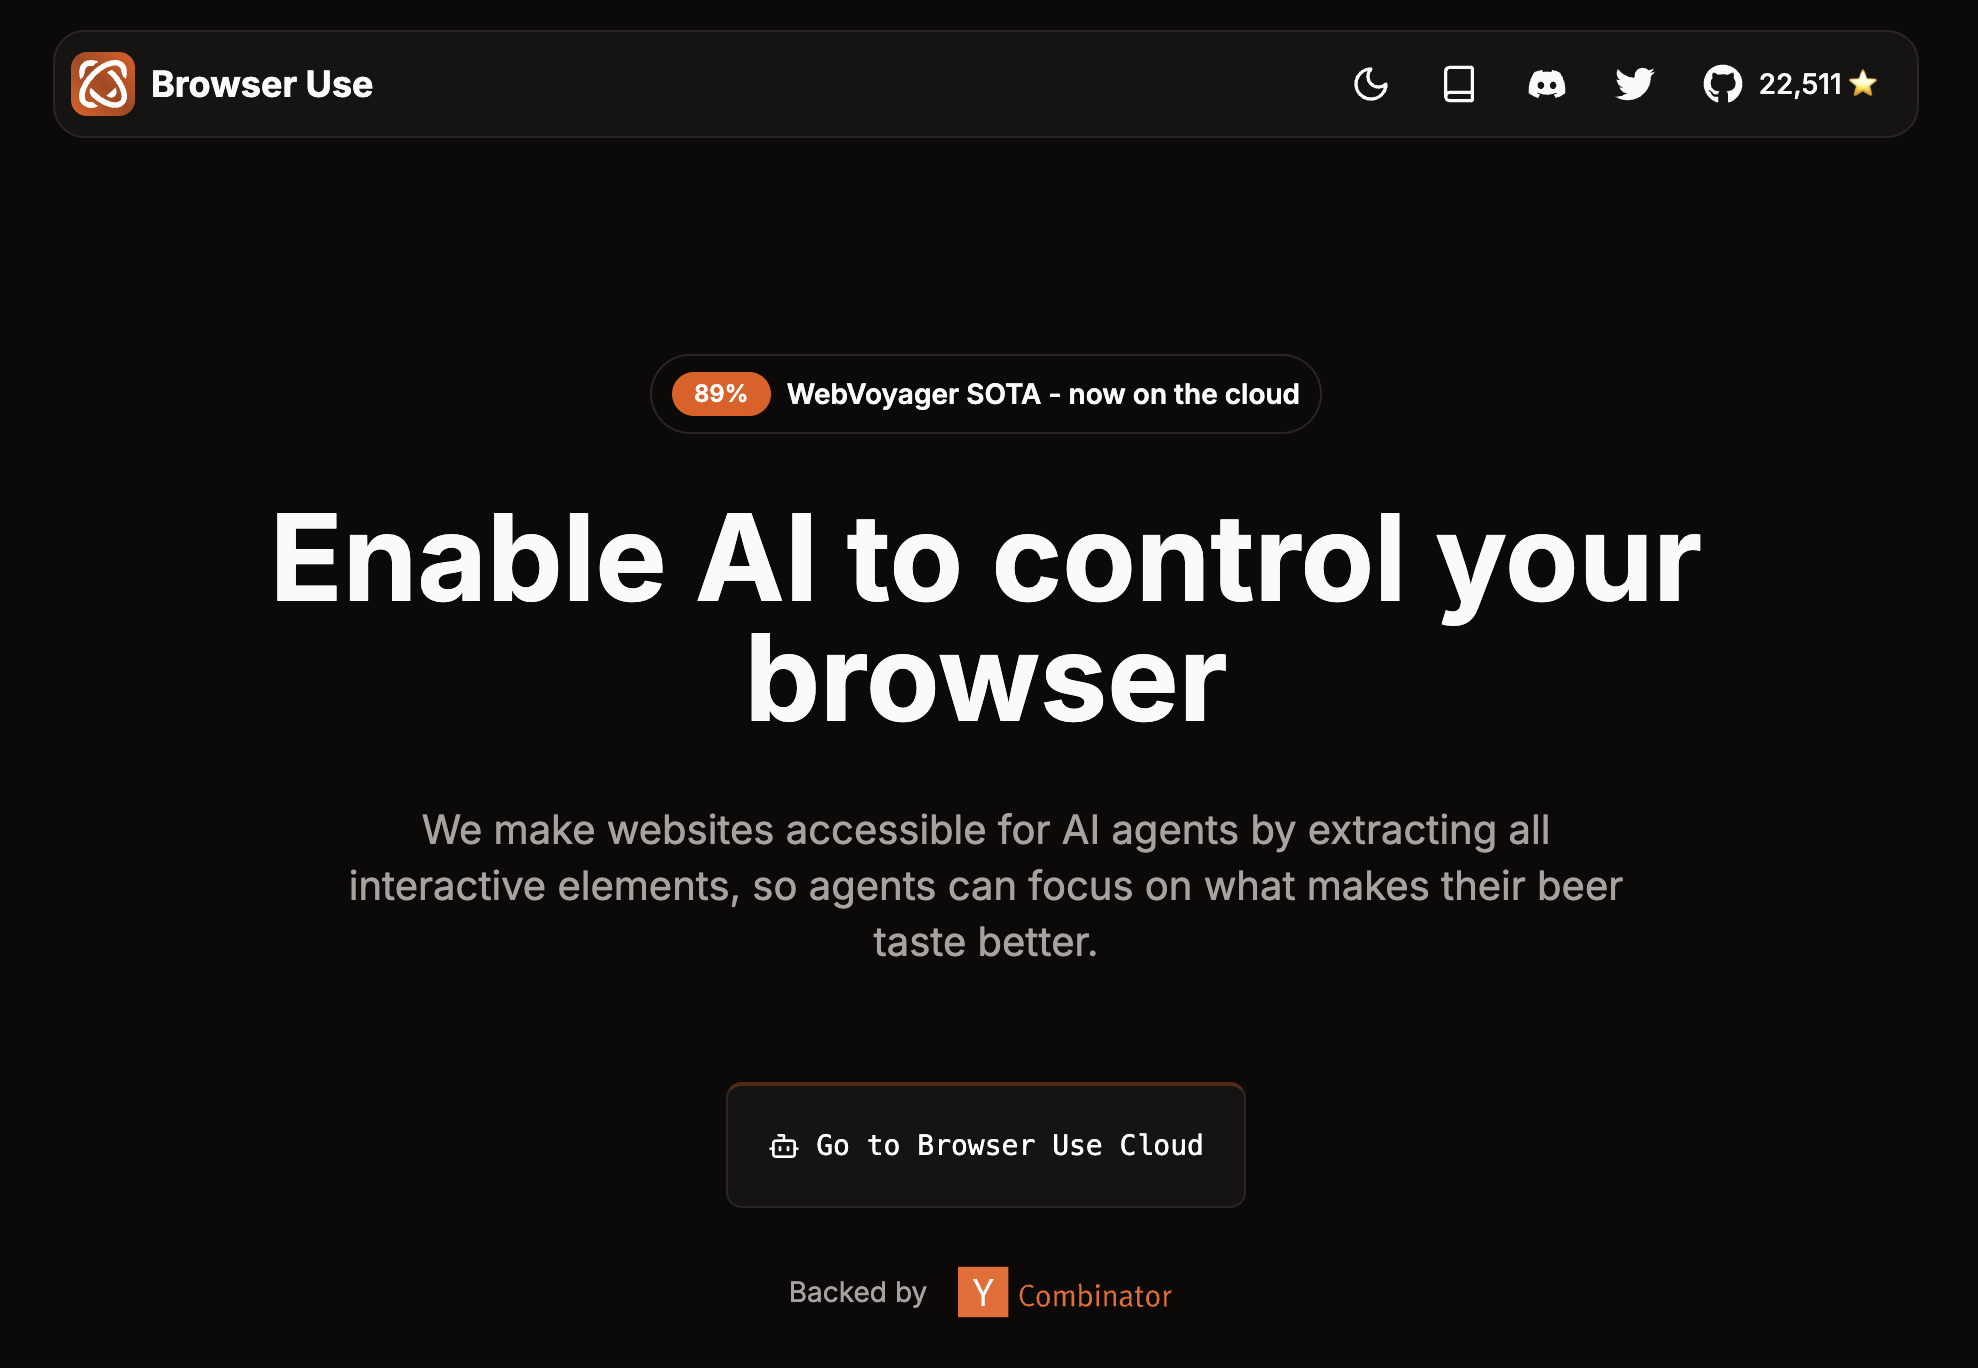 Browser Use
22,511
89% WebVoyager SOTA - now on the cloud
Enable AI to control your
browser
We make websites accessible for AI agents by extracting all
interactive elements, so agents can focus on what makes their beer
taste better.
Go to Browser Use Cloud
Backed by Y Combinator